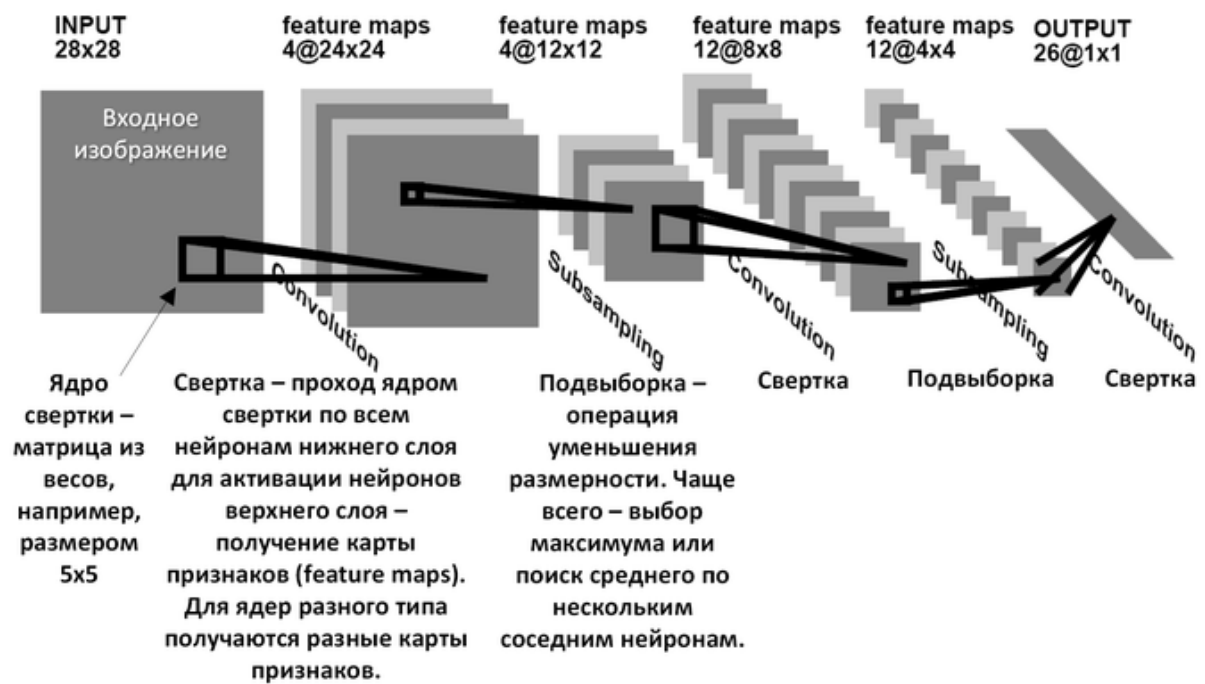 INPUT
28x28
feature maps
4@24x24
feature maps
4@12x12
feature maps
12@8x8
feature maps
12@4x4
OUTPUT
26@1x1
Входное
изображение
Convolution
Subsampling
Convolution
Subsampling
Convolution
Ядро
свертки –
матрица из
весов,
например,
размером
5x5
Свертка – проход ядром
свертки по всем
нейронам нижнего слоя
для активации нейронов
верхнего слоя –
получение карты
признаков (feature maps).
Для ядер разного типа
получаются разные карты
признаков.
Подвыборка –
операция
уменьшения
размерности. Чаще
всего – выбор
максимума или
поиск среднего по
нескольким
соседним нейронам.
Свертка
Подвыборка
Свертка